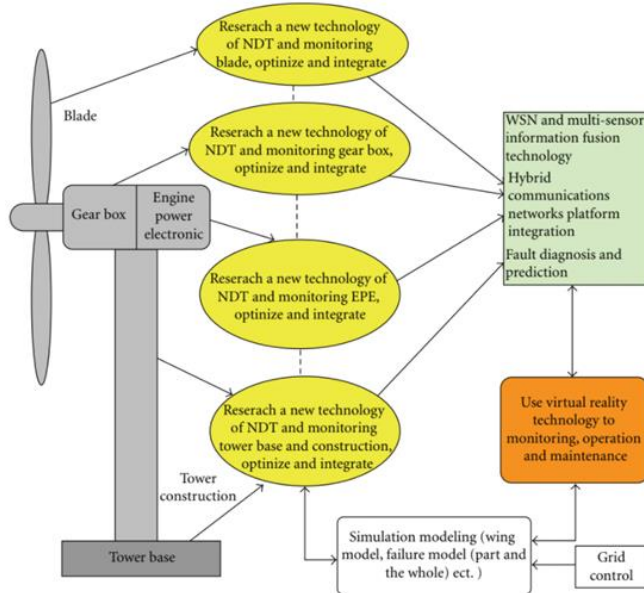 Reserach a new technology
of NDT and monitoring
blade, optinize and integrate
Blade
Reserach a new technology of
NDT and monitoring gear box,
optinize and integrate
WSN and multi-sensor
information fusion
technology
Hybrid
communications
networks platform
integration
Fault diagnosis and
prediction
Gear box
Engine
power
electronic
Reserach a new technology of
NDT and monitoring EPE,
optinize and integrate
Reserach a new technology
of NDT and monitoring
tower base and construction,
optinize and integrate
Use virtual reality
technology to
monitoring, operation
and maintenance
Tower
construction
Tower base
Simulation modeling (wing
model, failure model (part and
the whole) ect. )
Grid
control